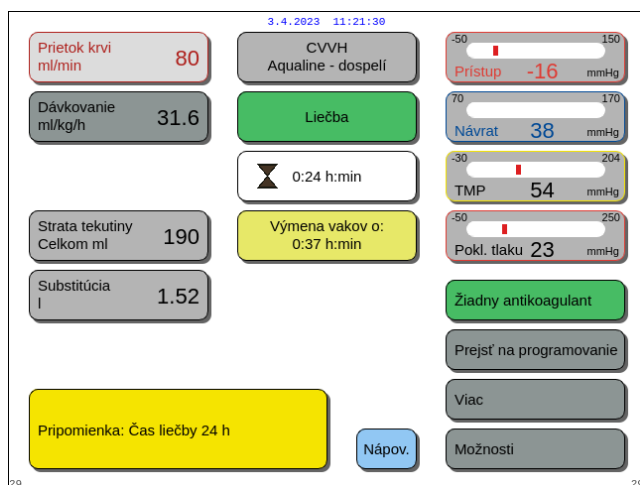 3.4.2023 11:21:30
Prietok krvi
ml/min
80
CVVH
Aqualine - dospelí
-50
150
Prístup
-16
mmHg
Dávkovanie
ml/kg/h
31.6
Liečba
70
170
Návrat
38
mmHg
0:24 h:min
-30
204
TMP
54
mmHg
Strata tekutiny
Celkom ml
190
Výmena vakov o:
0:37 h:min
-50
250
Pokl. tlaku
23
mmHg
Substitúcia
l
1.52
Žiadny antikoagulant
Prejsť na programovanie
Viac
Pripomienka: Čas liečby 24 h
Nápov.
Možnosti
29